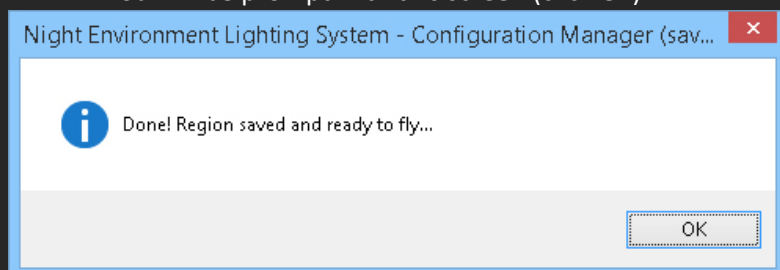 Night Environment Lighting System - Configuration Manager (sav...
Done! Region saved and ready to fly...
OK